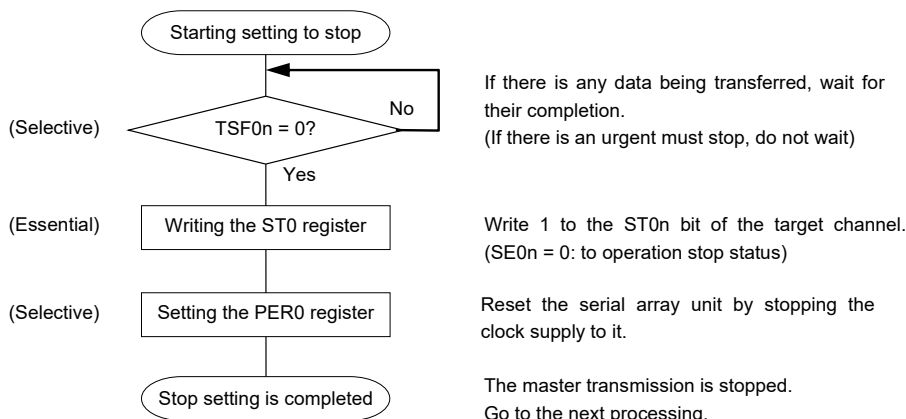 Starting setting to stop
If there is any data being transferred, wait for
No
their completion.
(Selective)
TSF0n = 0?
(If there is an urgent must stop, do not wait)
Yes
(Essential)
Writing the ST0 register
Write 1 to the ST0n bit of the target channel.
(SE0n = 0: to operation stop status)
(Selective)
Setting the PER0 register
Reset the serial array unit by stopping the
clock supply to it.
Stop setting is completed
The master transmission is stopped.
Go to the next processing.